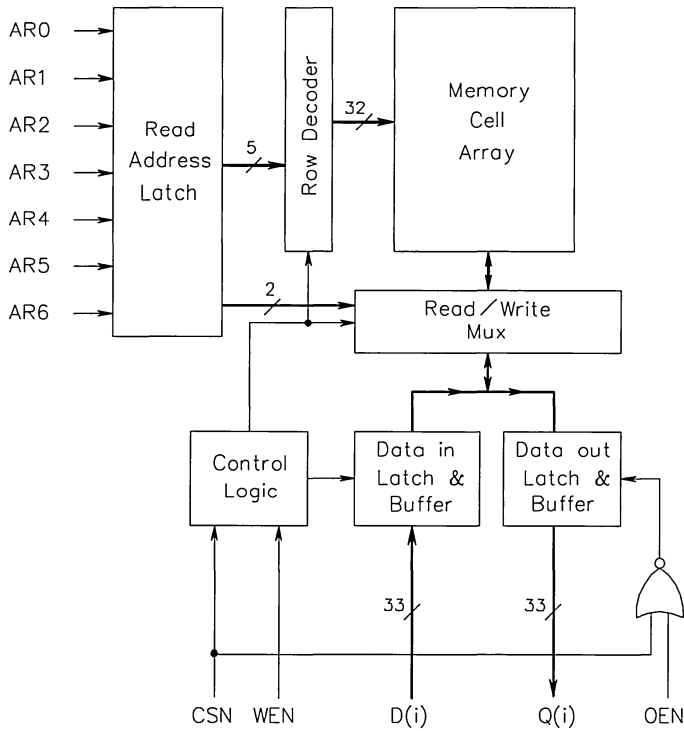 AR0
AR1
AR2
AR3
AR4
AR5
AR6
Read
Address
Latch
5
2
Row Decoder
32
Memory
Cell
Array
Read/Write
Mux
Control
Logic
Data in
Latch &
Buffer
Data out
Latch &
Buffer
33
33
CSN
WEN
D(i)
Q(i)
OEN